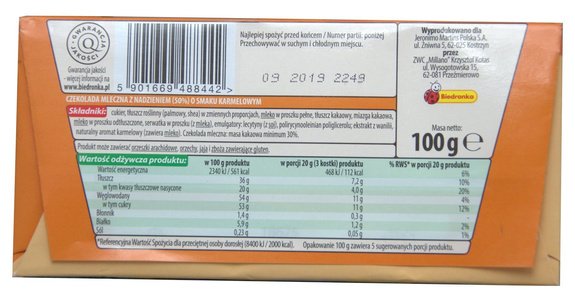 GWARANCJA
Q
JAKOŚCI
Gwarancja jakości
- więcej informacji na
www.biedronka.pl
5 901669 488442 >
Najlepiej spożyć przed końcem / Numer partii: poniżej
Przechowywać w suchym i chłodnym miejscu.
09 2019 2249
Wyprodukowano dla
Jeronimo Martins Polska S.A.
ul. Żniwna 5, 62-025 Kostrzyn
przez
ZWC „Millano” Krzysztof Kotas
ul. Wysogotowska 15,
62-081 Przeźmierowo
Biedronka
Masa netto:
100 g ℮
CZEKOLADA MLECZNA Z NADZIENIEM (50%) O SMAKU KARMELOWYM
Składniki: cukier, tłuszcz roślinny (palmowy, shea) w zmiennych proporcjach, mleko w proszku pełne, tłuszcz kakaowy, miazga kakaowa,
mleko w proszku odtłuszczone, serwatka w proszku (z mleka), emulgatory: lecytyny (z soi), polirycynooleinian poliglicerolu; ekstrakt z wanilii,
naturalny aromat karmelowy (zawiera mleko). Czekolada mleczna: masa kakaowa minimum 30%.
Produkt może zawierać orzeszki arachidowe, orzechy, jaja i zboża zawierające gluten.
Wartość odżywcza produktu: w 100 g produktu w porcji 20 g (3 kostki) produktu % RWS* w porcji 20 g produktu
Wartość energetyczna 2340 kJ / 561 kcal 468 kJ / 112 kcal 6%
Tłuszcz 36 g 7,2 g 10%
w tym kwasy tłuszczowe nasycone 20 g 4,0 g 20%
Węglowodany 54 g 11 g 4%
w tym cukry 53 g 11 g 12%
Błonnik 1,4 g 0,3 g
Białko 5,9 g 1,2 g 2%
Sól 0,23 g 0,05 g 1%
*Referencyjna Wartość Spożycia dla przeciętnej osoby dorosłej (8400 kJ / 2000 kcal). Opakowanie 100 g zawiera 5 sugerowanych porcji produktu.